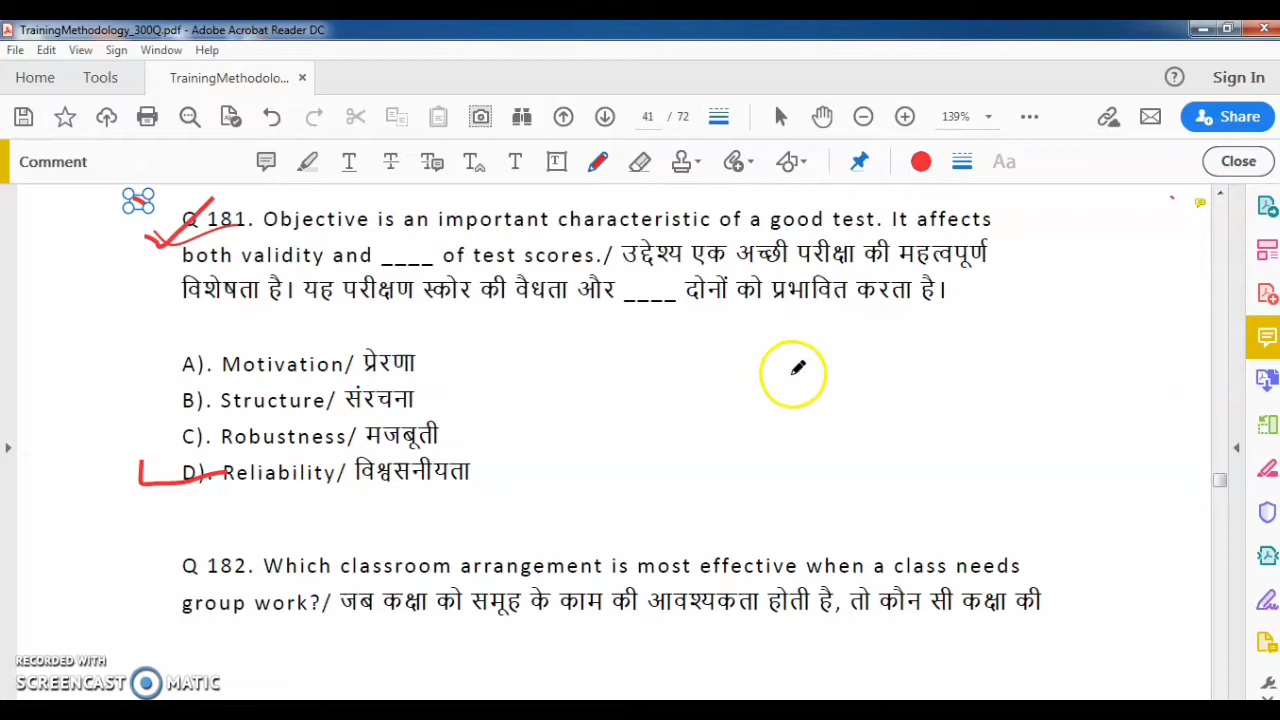 TrainingMethodology_300Q.pdf - Adobe Acrobat Reader DC
File Edit View Window Sign Help
Home Tools TrainingMethodolo... × Sign In
41 / 72 139% Share
Comment Aa Close
Q 181. Objective is an important characteristic of a good test. It affects
both validity and ____ of test scores./ उद्देश्य एक अच्छी परीक्षा की महत्वपूर्ण
विशेषता है। यह परीक्षण स्कोर की वैधता और ____ दोनों को प्रभावित करता है।
A). Motivation/ प्रेरणा
B). Structure/ संरचना
C). Robustness/ मजबूती
D). Reliability/ विश्वसनीयता
Q 182. Which classroom arrangement is most effective when a class needs
group work?/ जब कक्षा को समूह के काम की आवश्यकता होती है, तो कौन सी कक्षा की
RECORDED WITH
SCREENCAST MATIC